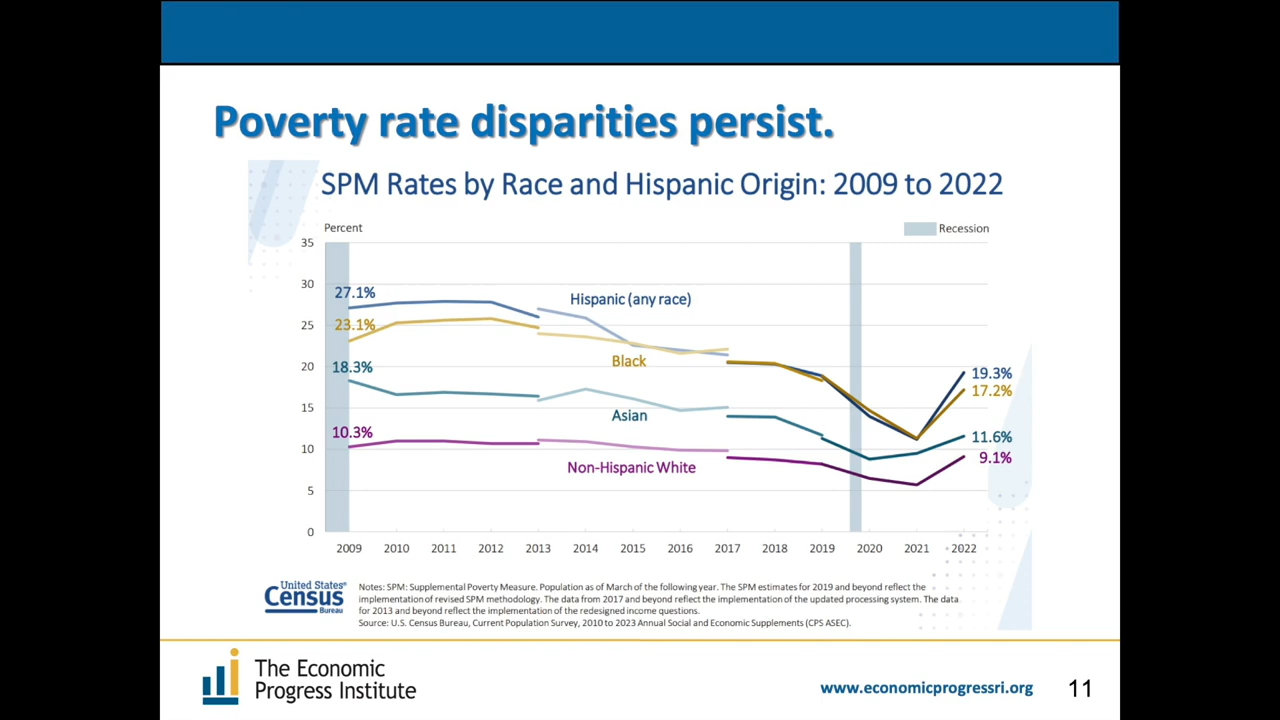 Poverty rate disparities persist.
SPM Rates by Race and Hispanic Origin: 2009 to 2022
Percent
Recession
35
30
25
20
15
10
5
0
27.1%
23.1%
18.3%
10.3%
Hispanic (any race)
Black
Asian
Non-Hispanic White
19.3%
17.2%
11.6%
9.1%
2009 2010 2011 2012 2013 2014 2015 2016 2017 2018 2019 2020 2021 2022
United States®
Census
Bureau
Notes: SPM: Supplemental Poverty Measure. Population as of March of the following year. The SPM estimates for 2019 and beyond reflect the
implementation of revised SPM methodology. The data from 2017 and beyond reflect the implementation of the updated processing system. The data
for 2013 and beyond reflect the implementation of the redesigned income questions.
Source: U.S. Census Bureau, Current Population Survey, 2010 to 2023 Annual Social and Economic Supplements (CPS ASEC).
The Economic
Progress Institute
www.economicprogressri.org
11